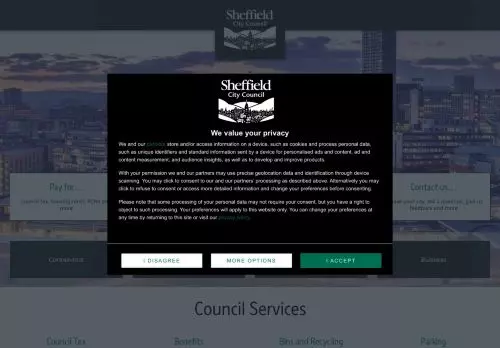 Sheffield
City Council
Sheffield
City Council
We value your privacy
We and our partners store and/or access information on a device, such as cookies and process personal data,
such as unique identifiers and standard information sent by a device for personalised ads and content, ad and
content measurement, and audience insights, as well as to develop and improve products.
With your permission we and our partners may use precise geolocation data and identification through device
scanning. You may click to consent to our and our partners' processing as described above. Alternatively you may
click to refuse to consent or access more detailed information and change your preferences before consenting.
Please note that some processing of your personal data may not require your consent, but you have a right to
object to such processing. Your preferences will apply to this website only. You can change your preferences at
any time by returning to this site or visit our privacy policy.
I DISAGREE
MORE OPTIONS
I ACCEPT
Pay for...
more
Contact us...
feedback and more
Business
Council Services
Council Tax
Benefits
Bins and Recycling
Parking